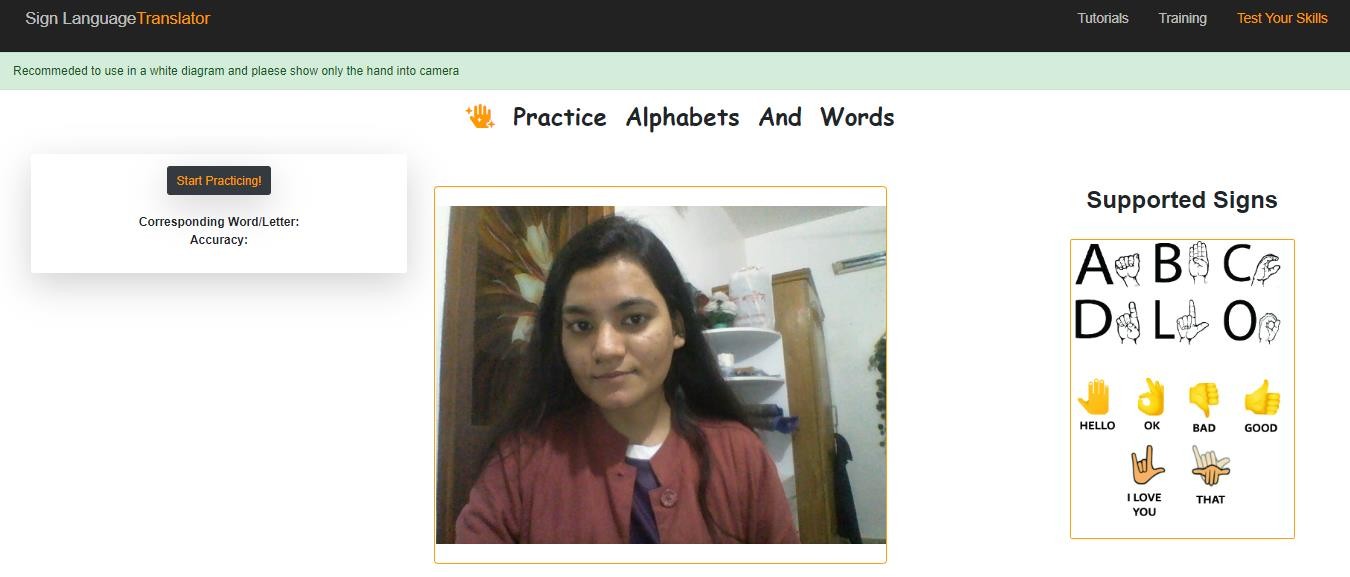 Sign LanguageTranslator
Tutorials Training Test Your Skills
Recommeded to use in a white diagram and plaese show only the hand into camera
Practice Alphabets And Words
Start Practicing!
Corresponding Word/Letter:
Accuracy:
Supported Signs
A B C
D L O
HELLO OK BAD GOOD
I LOVE THAT
YOU